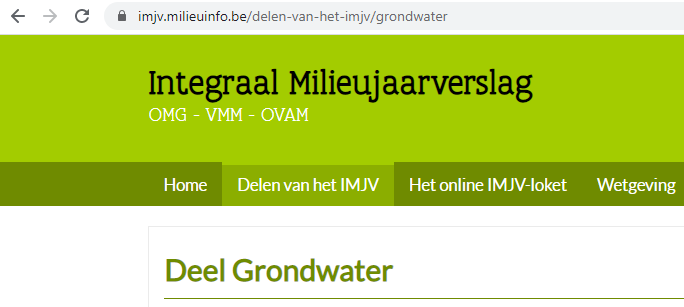 imjv.milieuinfo.be/delen-van-het-imjv/grondwater
Integraal Milieujaarverslag
OMG - VMM - OVAM
Home Delen van het IMJV Het online IMJV-loket Wetgeving
Deel Grondwater